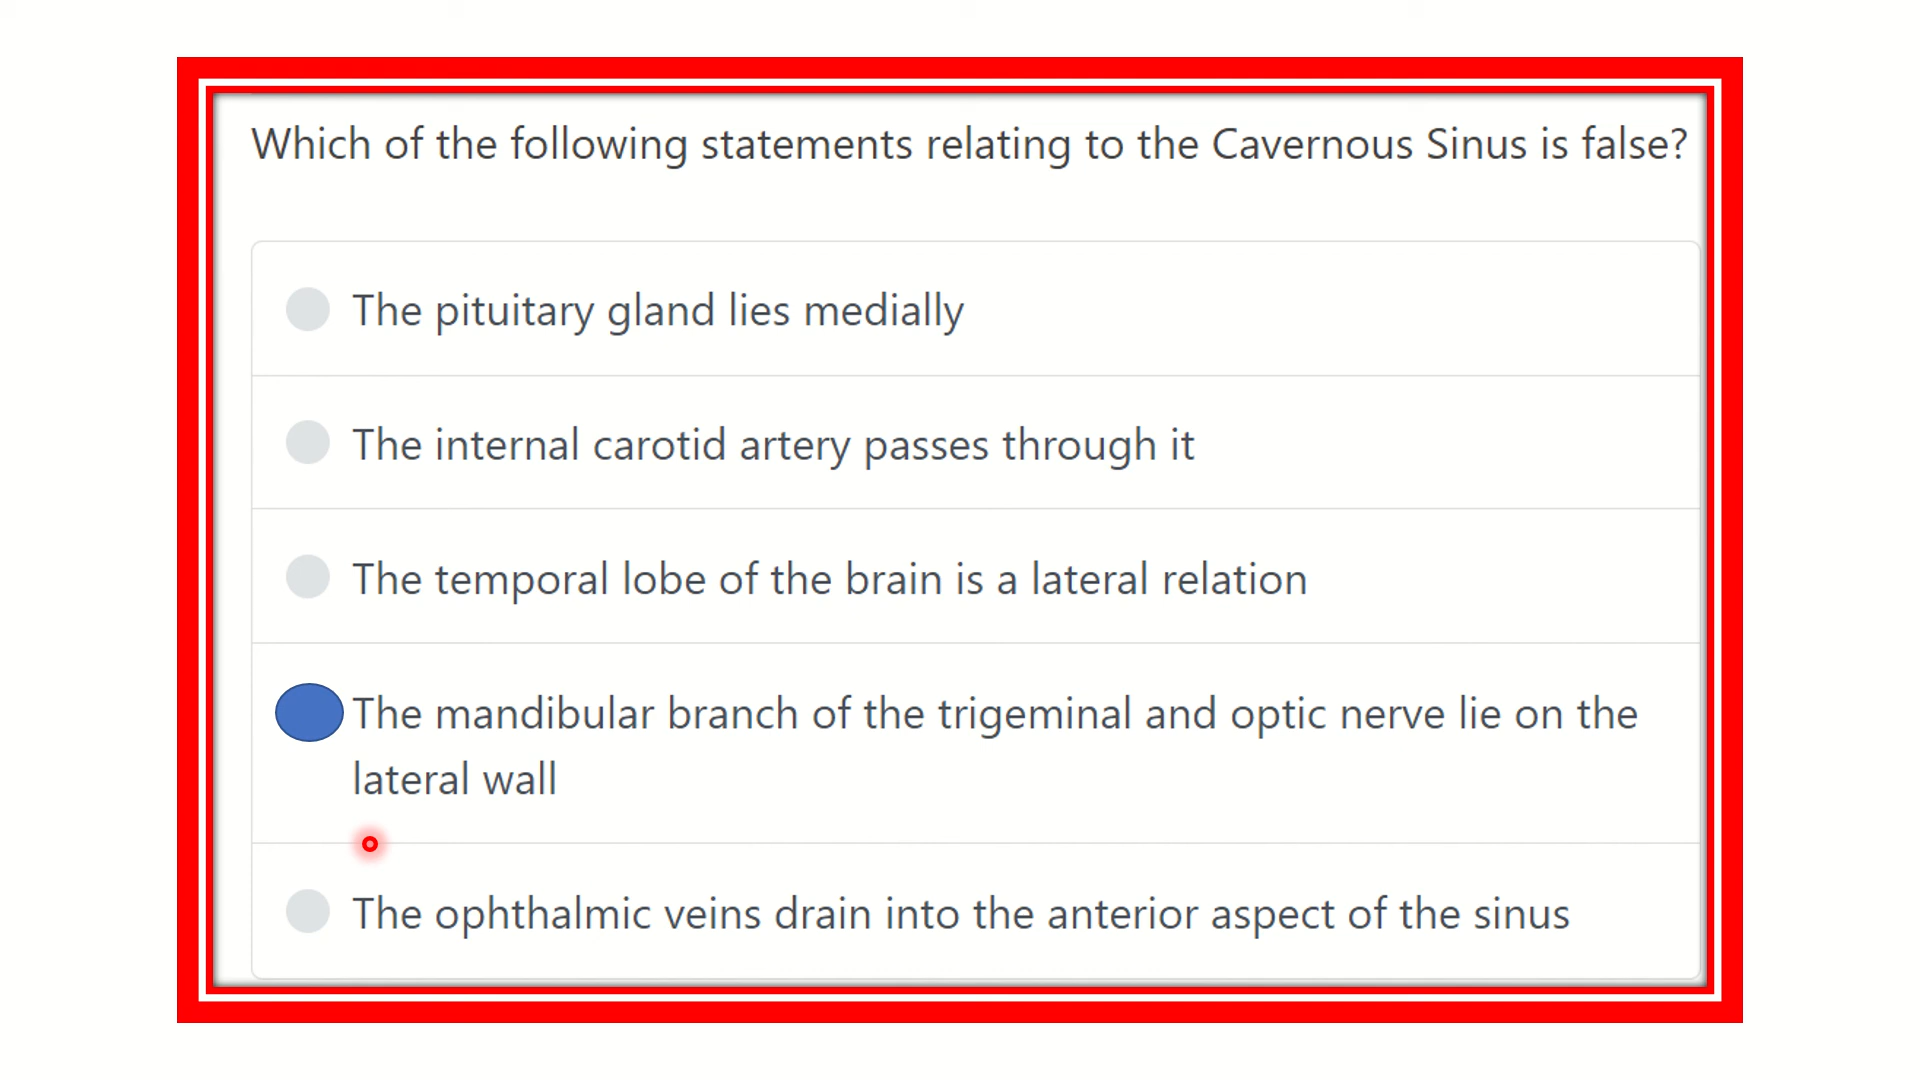 Which of the following statements relating to the Cavernous Sinus is false?
The pituitary gland lies medially
The internal carotid artery passes through it
The temporal lobe of the brain is a lateral relation
The mandibular branch of the trigeminal and optic nerve lie on the
lateral wall
The ophthalmic veins drain into the anterior aspect of the sinus